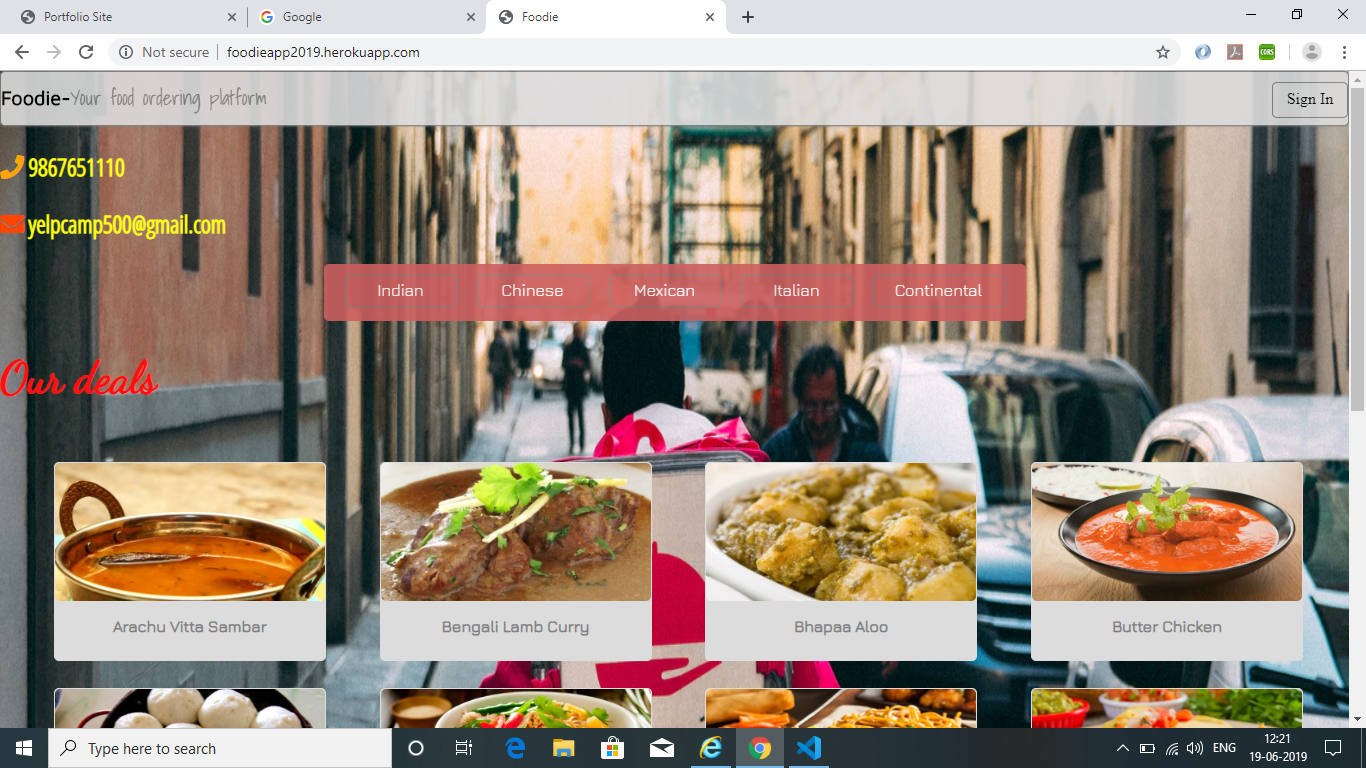 Portfolio Site
Google
Foodie
Not secure
foodieapp2019.herokuapp.com
CORS
Foodie-Your food ordering platform
Sign In
9867651110
yelpcamp500@gmail.com
Indian
Chinese
Mexican
Italian
Continental
Our deals
Arachu Vitta Sambar
Bengali Lamb Curry
Bhapaa Aloo
Butter Chicken
Type here to search
ENG
12:21
19-06-2019